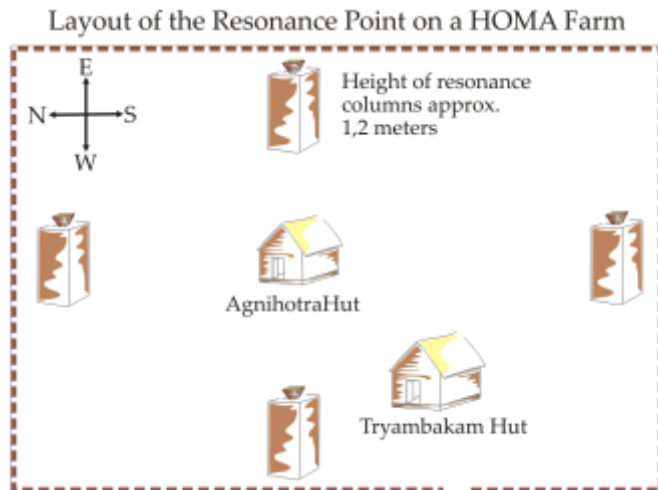 Layout of the Resonance Point on a HOMA Farm
E
N S
W
Height of resonance
columns approx.
1,2 meters
AgnihotraHut
Tryambakam Hut